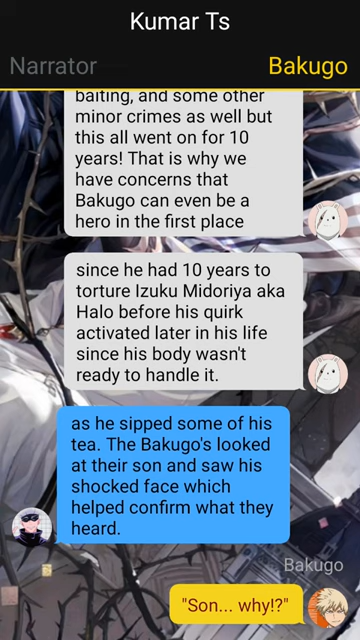 Kumar Ts
Narrator
Bakugo
baiting, and some other
minor crimes as well but
this all went on for 10
years! That is why we
have concerns that
Bakugo can even be a
hero in the first place
since he had 10 years to
torture Izuku Midoriya aka
Halo before his quirk
activated later in his life
since his body wasn't
ready to handle it.
as he sipped some of his
tea. The Bakugo's looked
at their son and saw his
shocked face which
helped confirm what they
heard.
Bakugo
"Son... why!?"